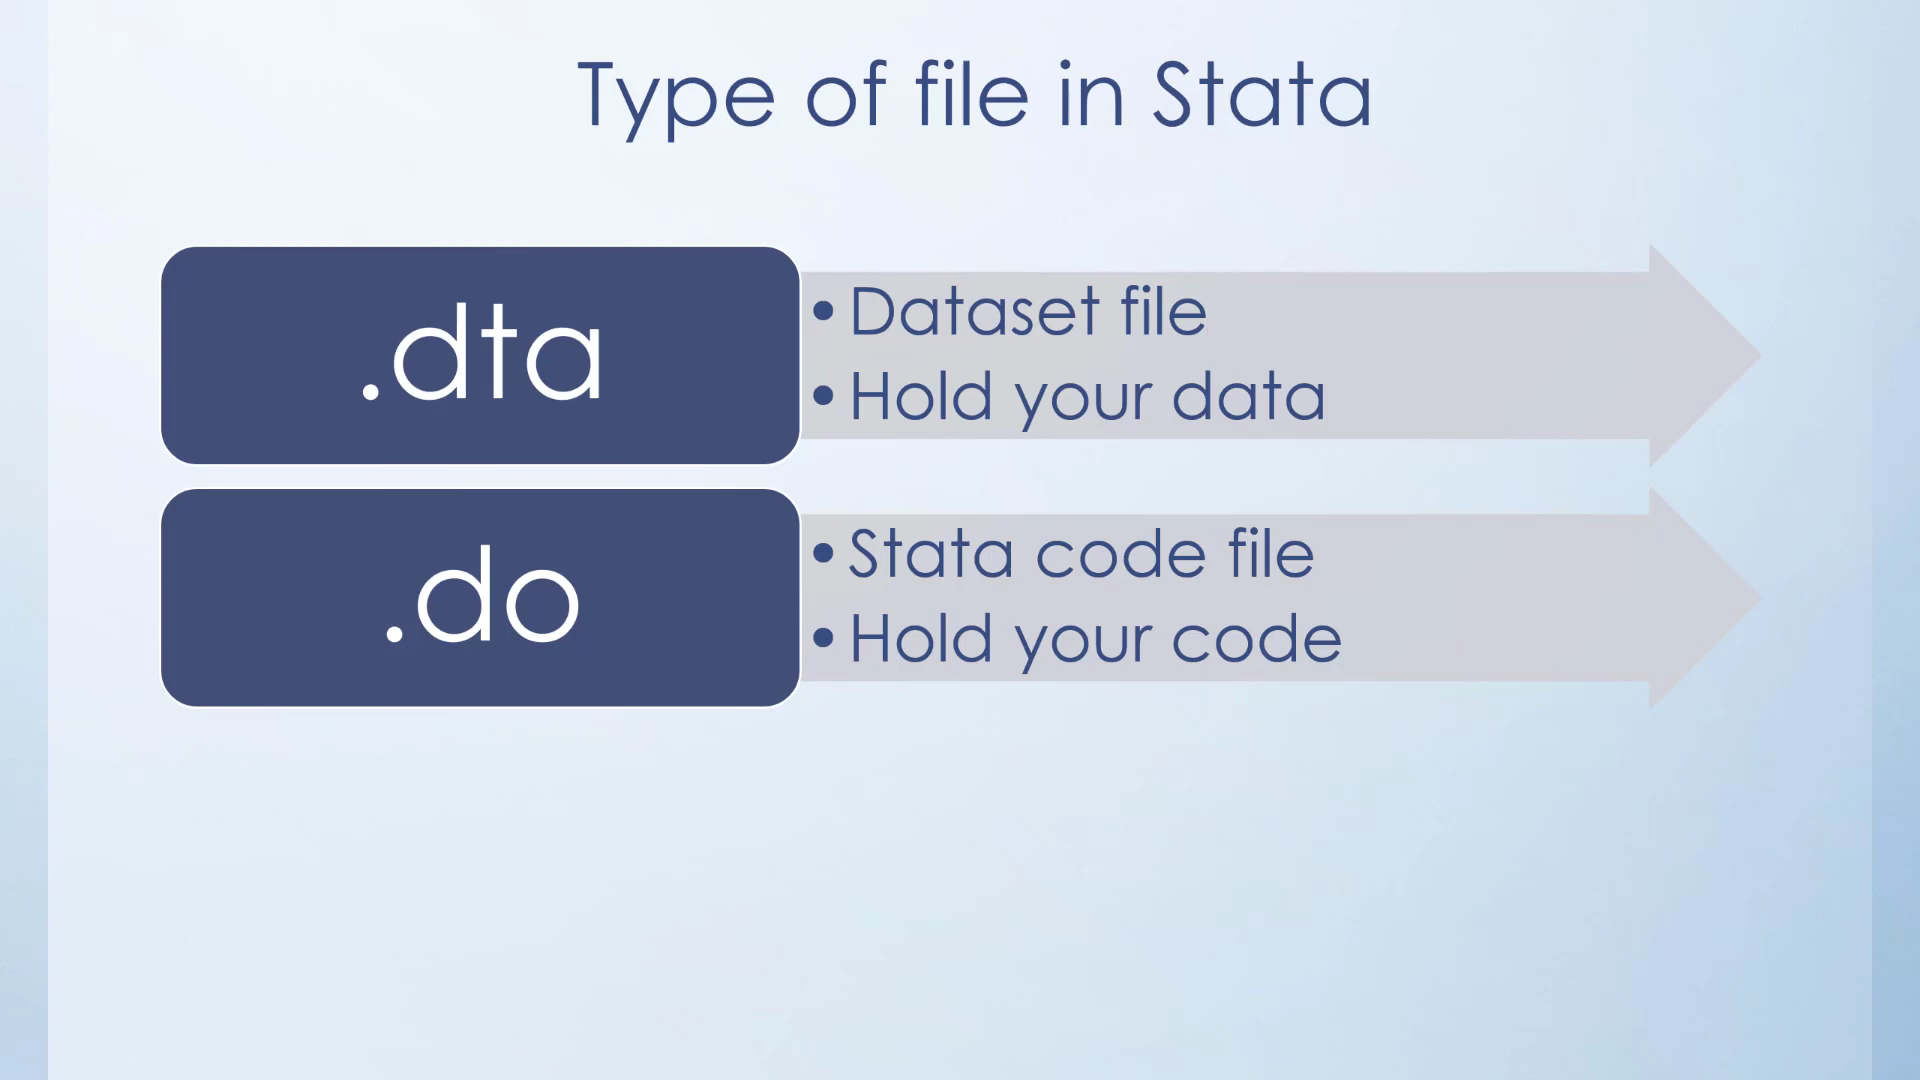 Type of file in Stata
.dta
• Dataset file
• Hold your data
.do
• Stata code file
• Hold your code